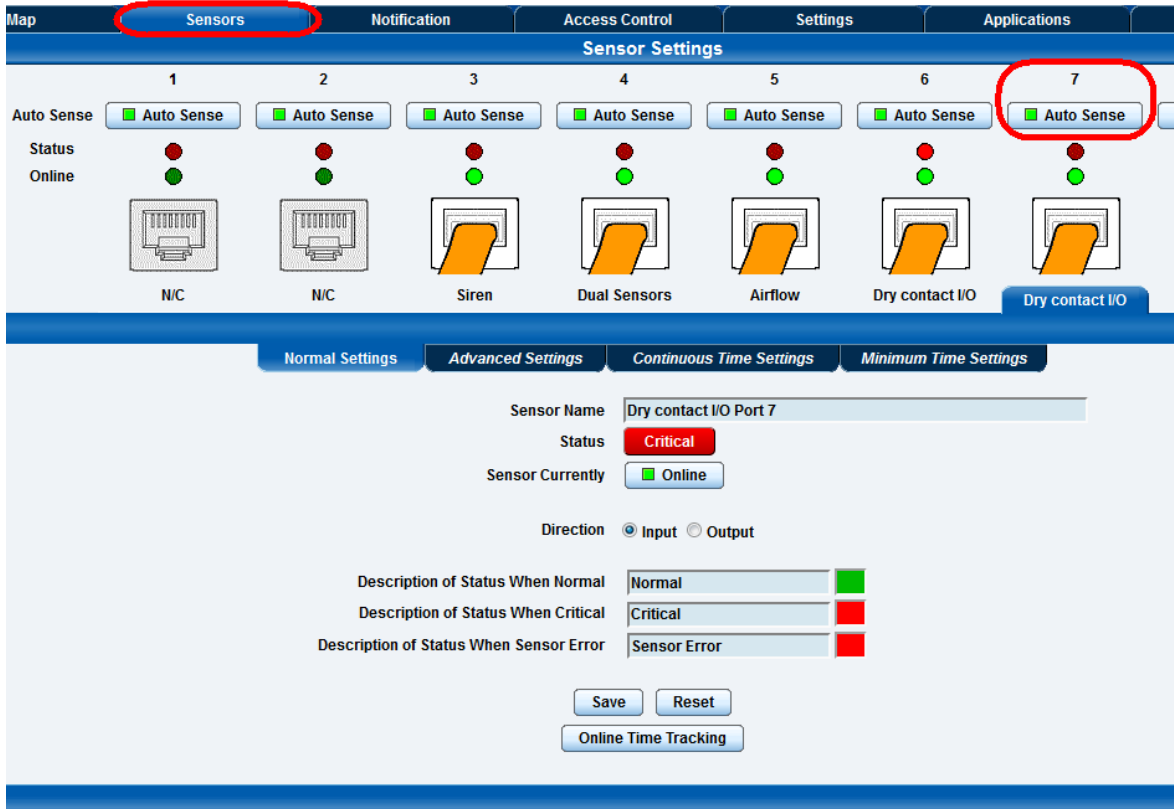 Map Sensors Notification Access Control Settings Applications
Sensor Settings
1 2 3 4 5 6 7
Auto Sense Auto Sense Auto Sense Auto Sense Auto Sense Auto Sense Auto Sense Auto Sense
Status
Online
N/C N/C Siren Dual Sensors Airflow Dry contact I/O Dry contact I/O
Normal Settings Advanced Settings Continuous Time Settings Minimum Time Settings
Sensor Name Dry contact I/O Port 7
Status Critical
Sensor Currently Online
Direction Input Output
Description of Status When Normal Normal
Description of Status When Critical Critical
Description of Status When Sensor Error Sensor Error
Save Reset
Online Time Tracking